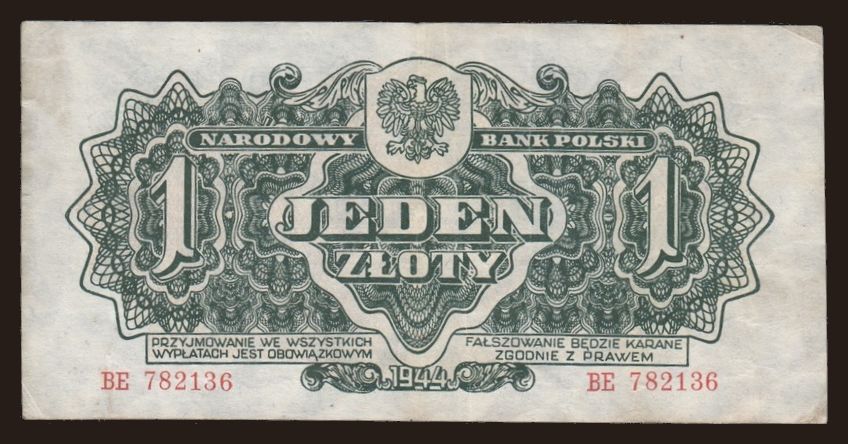 NARODOWY BANK POLSKI
1 JEDEN 1
ZŁOTY
PRZYJMOWANIE WE WSZYSTKICH
WYPŁATACH JEST OBOWIĄZKOWYM
FAŁSZOWANIE BĘDZIE KARANE
ZGODNIE Z PRAWEM
BE 782136
1944
BE 782136